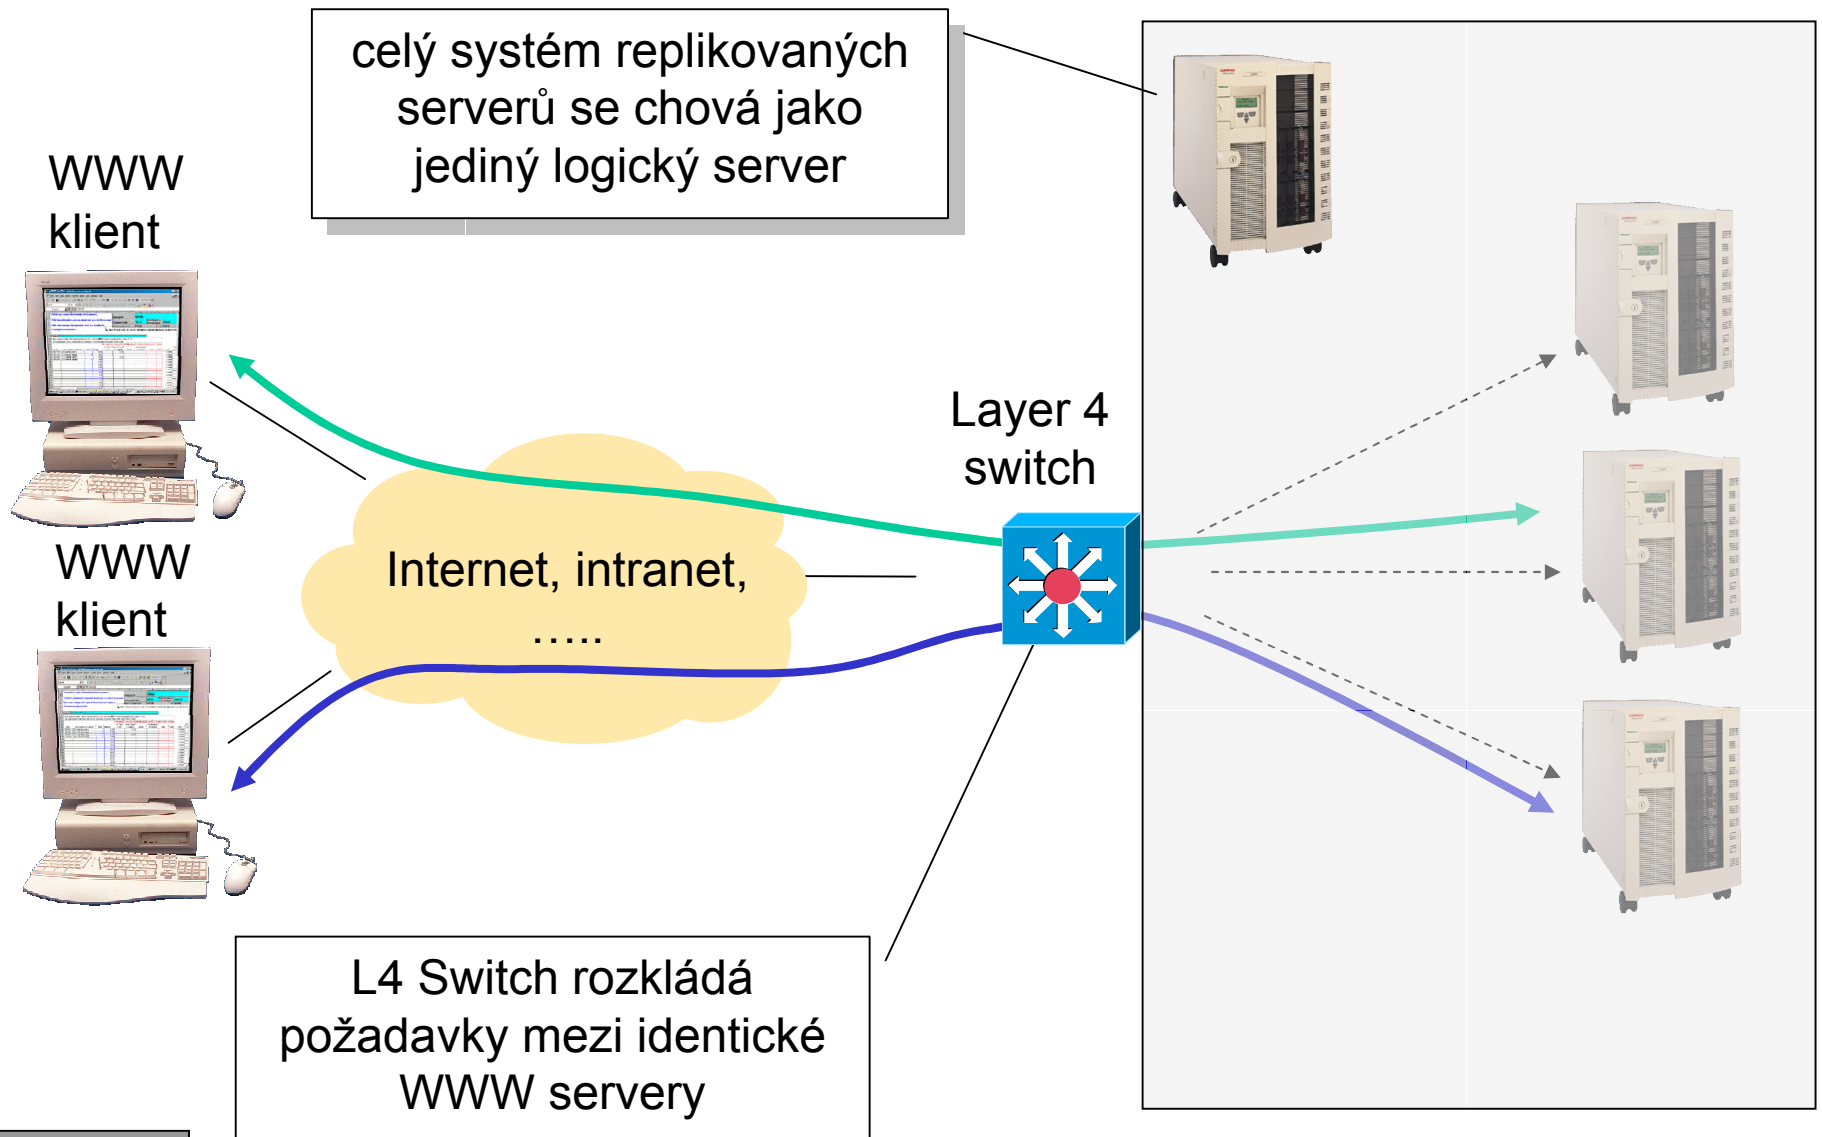 celý systém replikovaných
serverů se chová jako
jediný logický server
WWW
klient
Layer 4
switch
WWW
klient
Internet, intranet,
…..
L4 Switch rozkládá
požadavky mezi identické
WWW servery